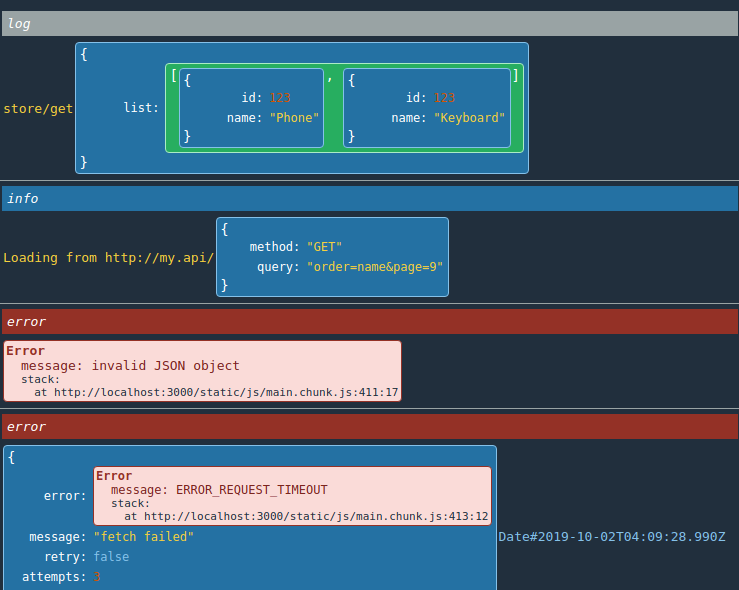 log
{
[{ , { ]
id: 123 id: 123
store/get list: name: "Phone" name: "Keyboard"
} }
}
info
{
method: "GET"
Loading from http://my.api/ query: "order=name&page=9"
}
error
Error
message: invalid JSON object
stack:
at http://localhost:3000/static/js/main.chunk.js:411:17
error
{
Error
message: ERROR_REQUEST_TIMEOUT
error: stack:
at http://localhost:3000/static/js/main.chunk.js:413:12
message: "fetch failed" Date#2019-10-02T04:09:28.990Z
retry: false
attempts: 3